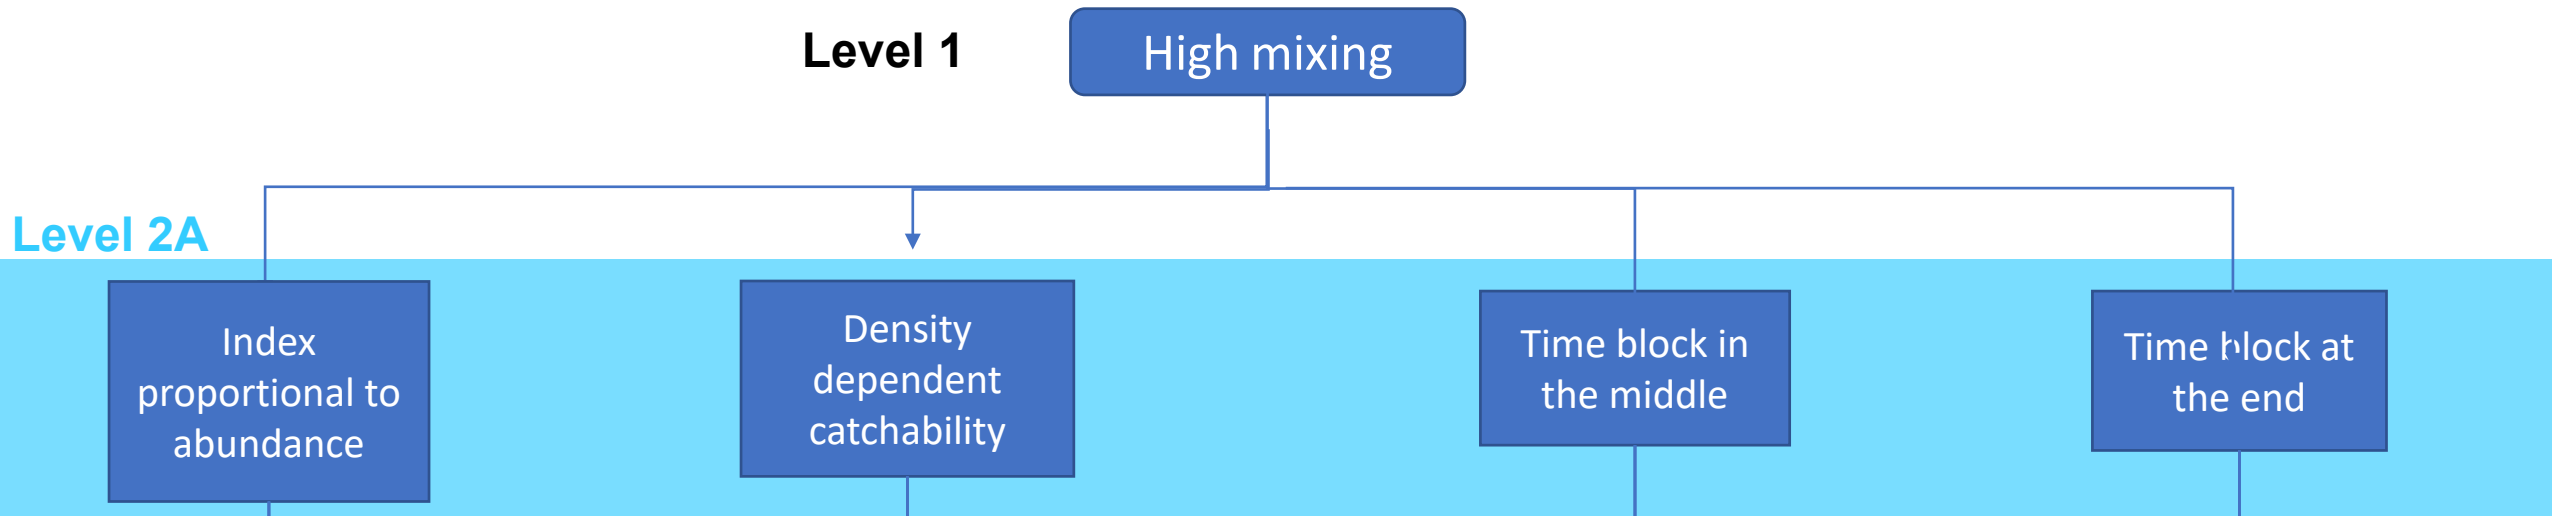 Level 1
High mixing
Level 2A
Index
proportional to
abundance
Density
dependent
catchability
Time block in
the middle
Time block at
the end